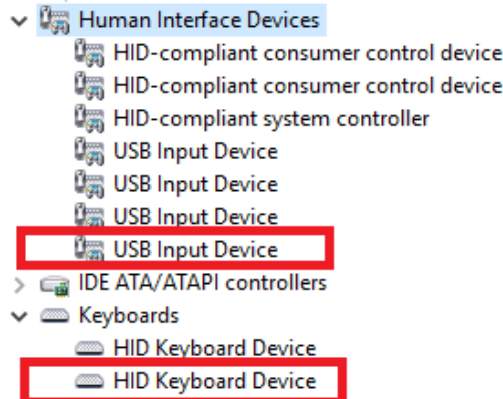 Human Interface Devices
HID-compliant consumer control device
HID-compliant consumer control device
HID-compliant system controller
USB Input Device
USB Input Device
USB Input Device
USB Input Device
IDE ATA/ATAPI controllers
Keyboards
HID Keyboard Device
HID Keyboard Device